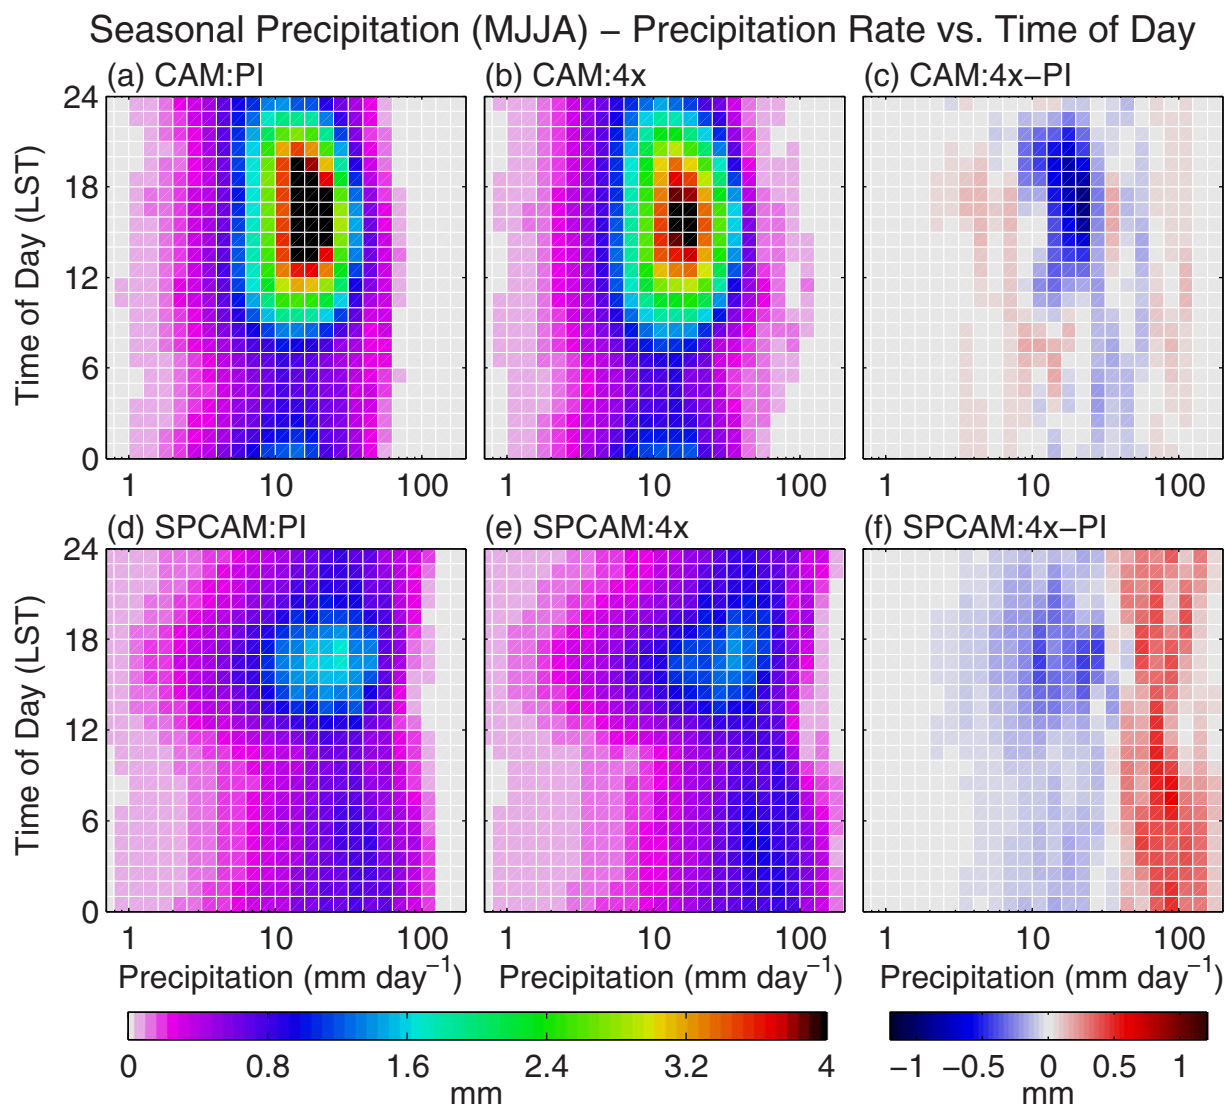 Seasonal Precipitation (MJJA) – Precipitation Rate vs. Time of Day
(a) CAM:PI
(b) CAM:4x
(c) CAM:4x–PI
Time of Day (LST)
24
18
12
6
0
1 10 100
1 10 100
1 10 100
(d) SPCAM:PI
(e) SPCAM:4x
(f) SPCAM:4x–PI
Time of Day (LST)
24
18
12
6
0
1 10 100
1 10 100
1 10 100
Precipitation (mm day⁻¹)
Precipitation (mm day⁻¹)
Precipitation (mm day⁻¹)
0 0.8 1.6 2.4 3.2 4
mm
−1 −0.5 0 0.5 1
mm